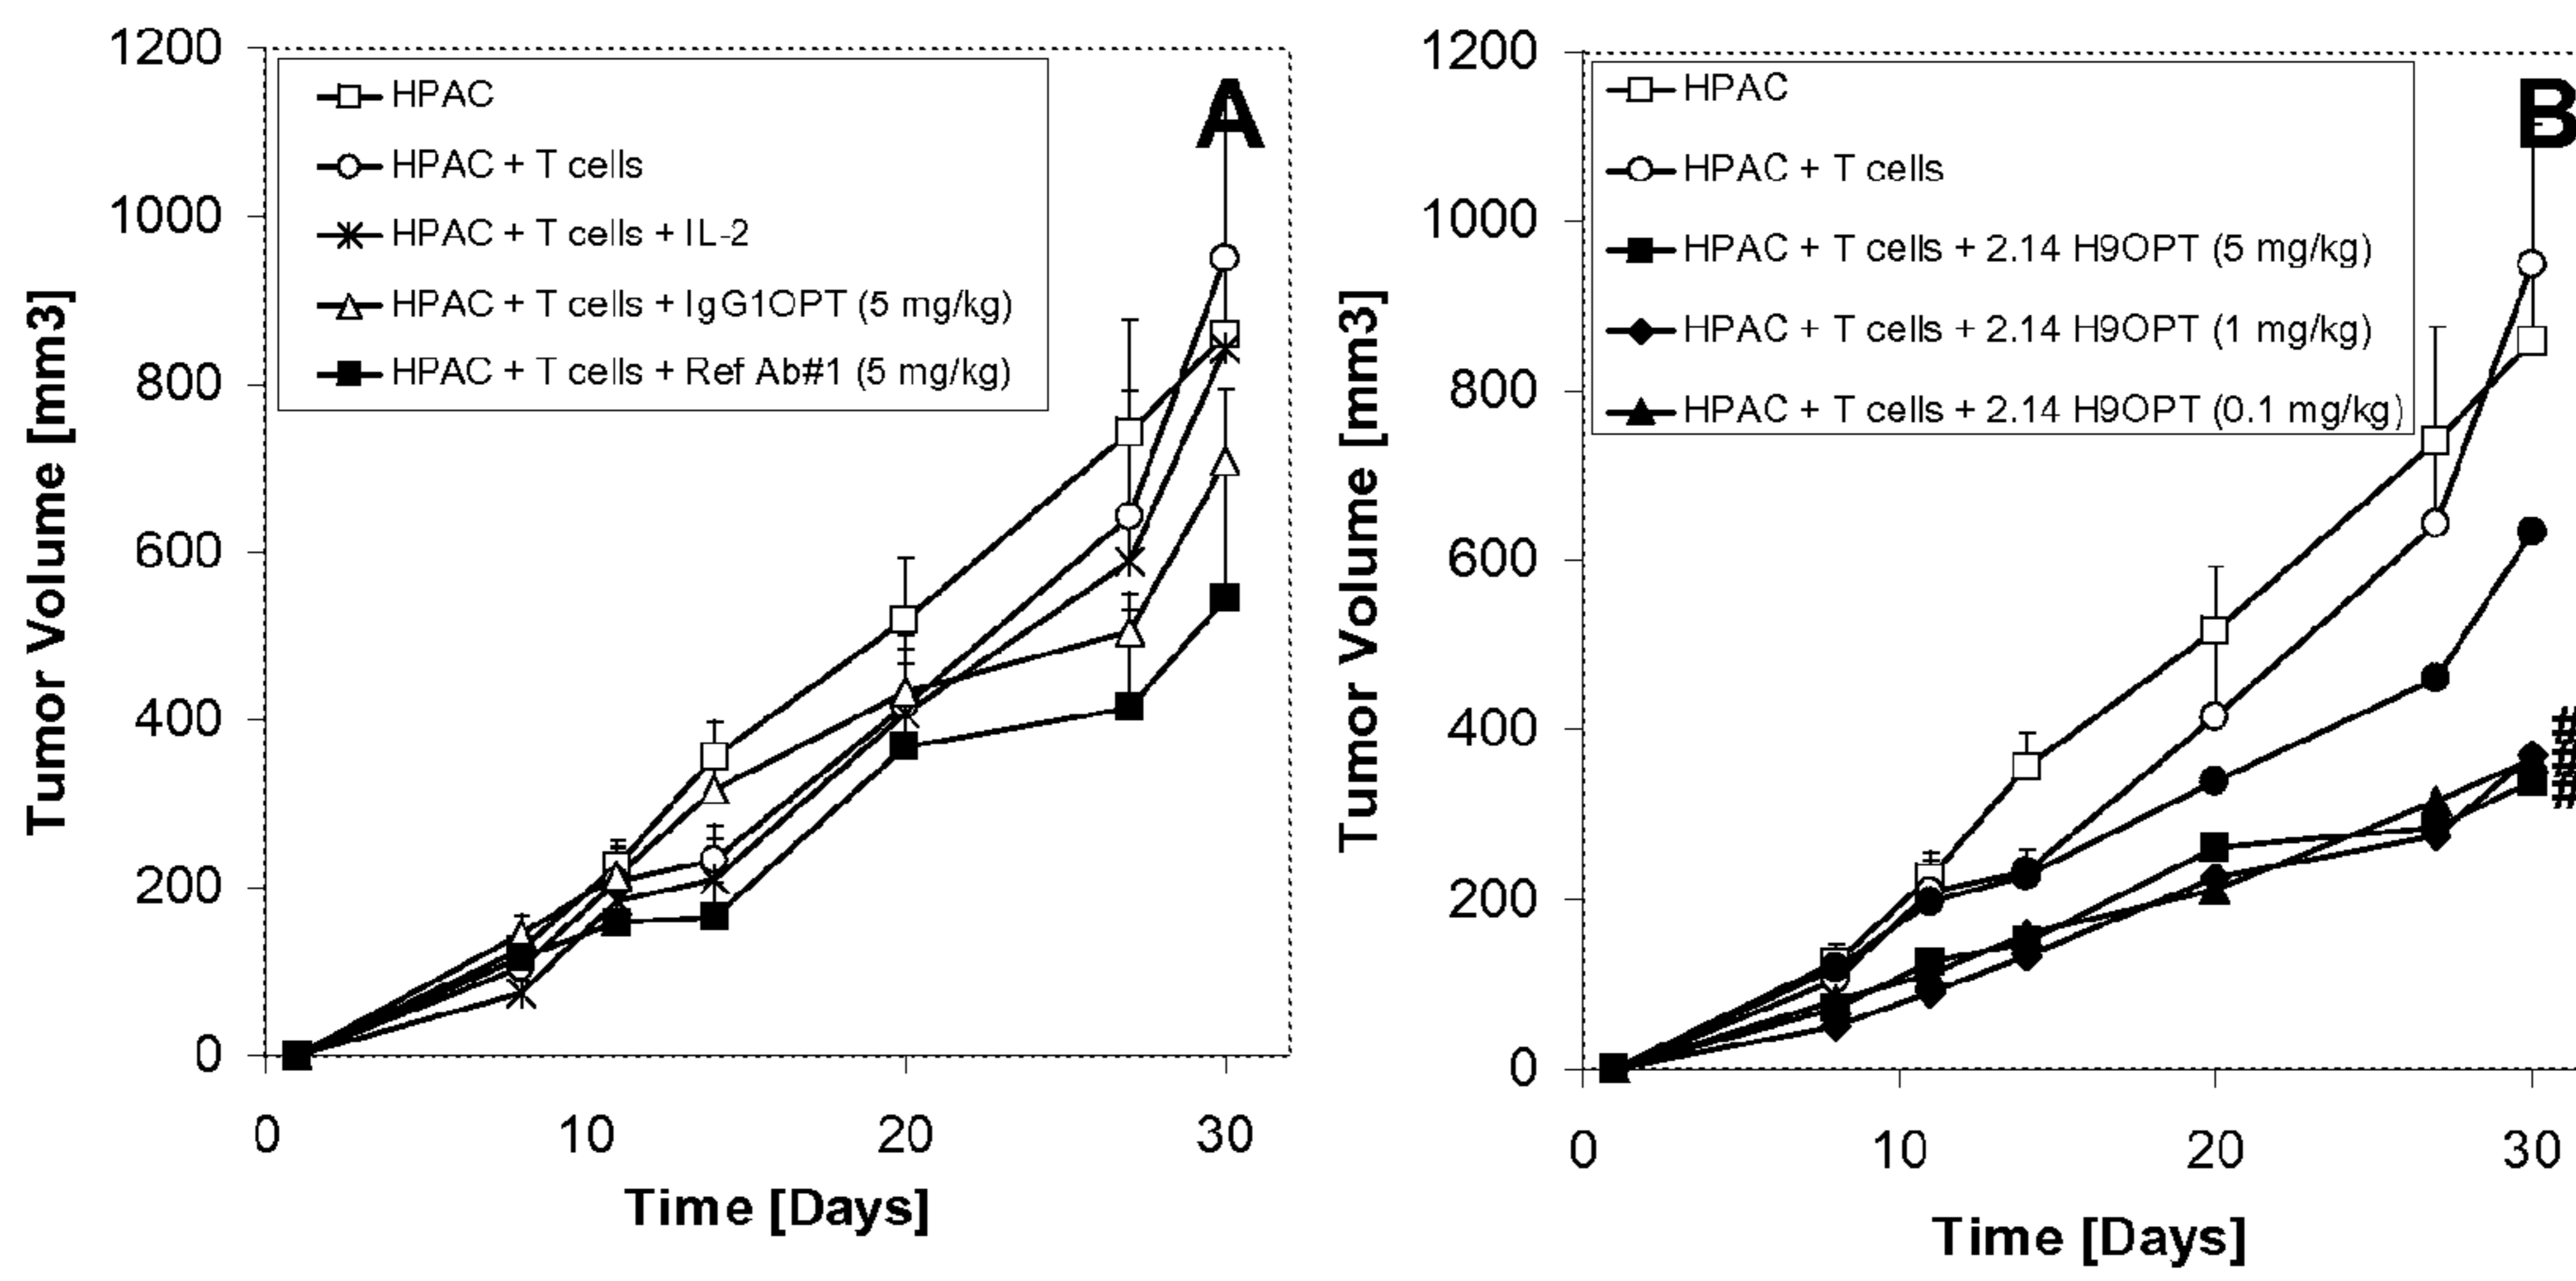 A
HPAC
HPAC + T cells
HPAC + T cells + IL-2
HPAC + T cells + IgG1OPT (5 mg/kg)
HPAC + T cells + Ref Ab#1 (5 mg/kg)
Tumor Volume [mm3]
1200
1000
800
600
400
200
0
0 10 20 30
Time [Days]
B
HPAC
HPAC + T cells
HPAC + T cells + 2.14 H9OPT (5 mg/kg)
HPAC + T cells + 2.14 H9OPT (1 mg/kg)
HPAC + T cells + 2.14 H9OPT (0.1 mg/kg)
Tumor Volume [mm3]
1200
1000
800
600
400
200
0
#
#
#
0 10 20 30
Time [Days]